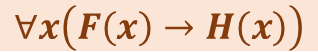 ∀x(F(x) → H(x))